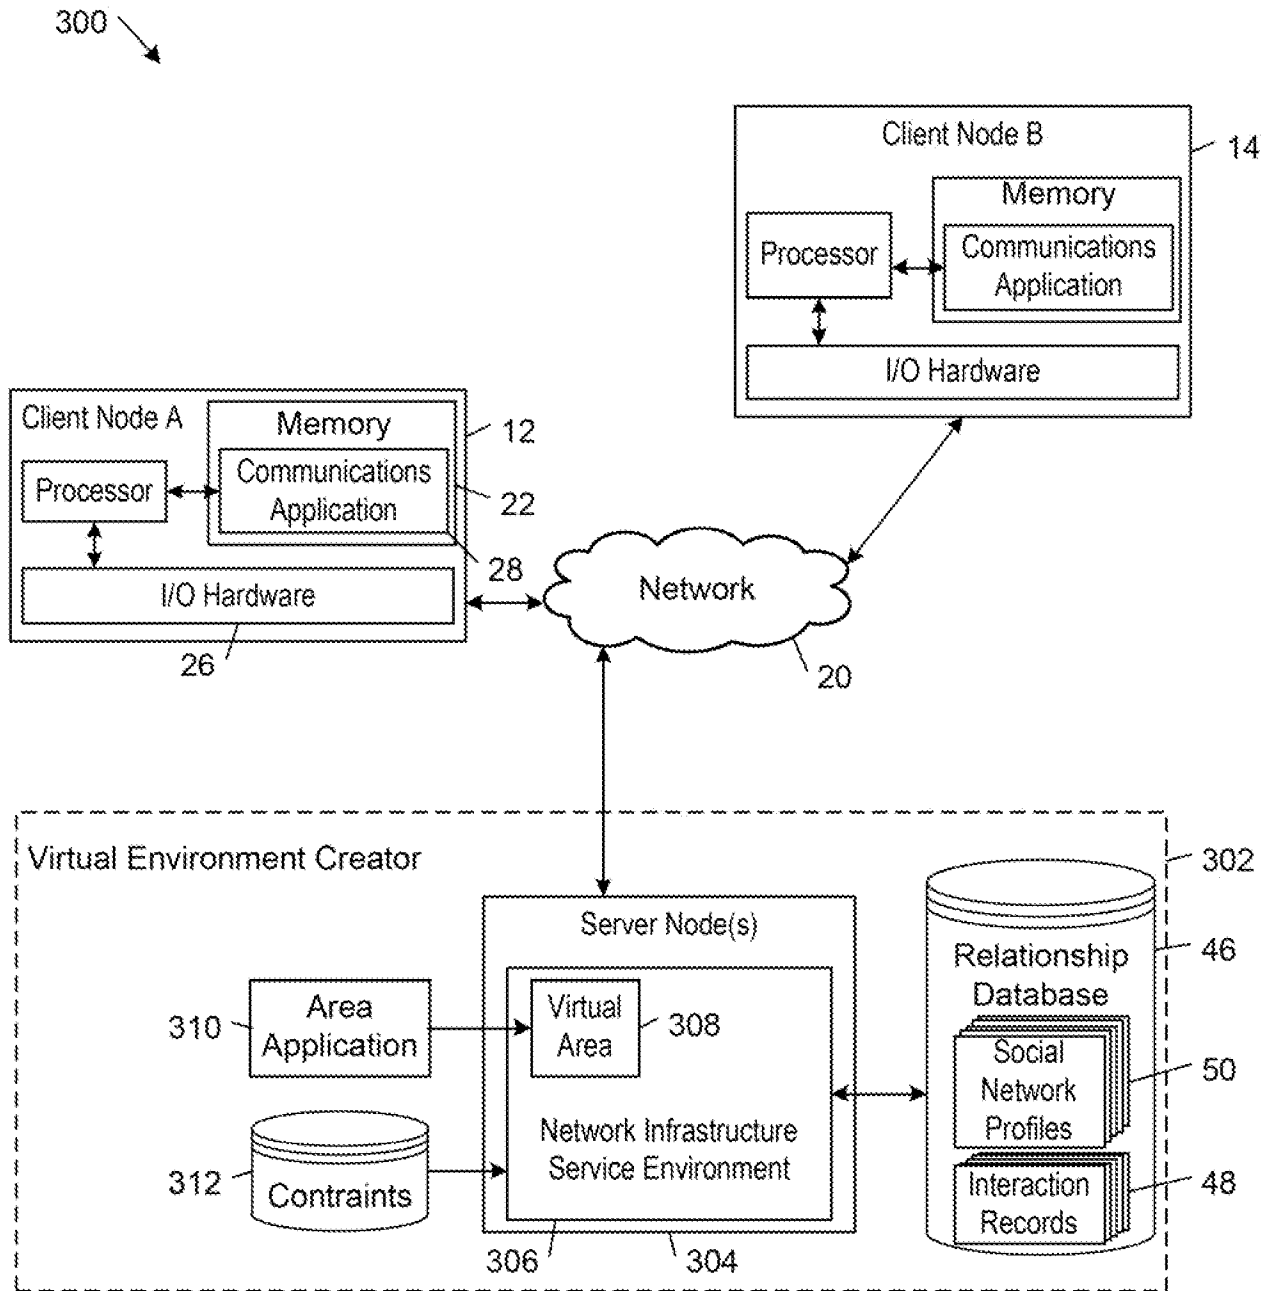 300
Client Node B
14
Memory
Processor
Communications
Application
I/O Hardware
Client Node A
Memory
12
Processor
Communications
Application
22
28
I/O Hardware
26
Network
20
Virtual Environment Creator
302
Server Node(s)
46
Relationship
Database
310
Area
Application
Virtual
Area
308
Social
Network
Profiles
50
Network Infrastructure
Service Environment
312
Contraints
Interaction
Records
48
306
304